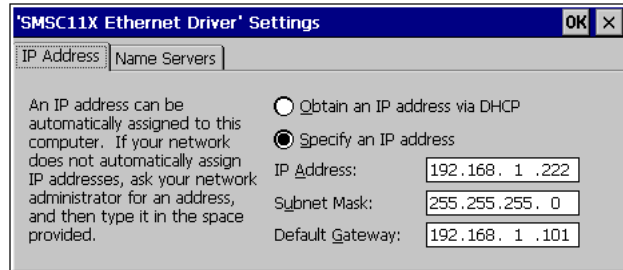 'SMSC11X Ethernet Driver' Settings OK ×
IP Address Name Servers
An IP address can be
automatically assigned to this
computer. If your network
does not automatically assign
IP addresses, ask your network
administrator for an address,
and then type it in the space
provided.
Obtain an IP address via DHCP
Specify an IP address
IP Address: 192.168. 1 .222
Subnet Mask: 255.255.255. 0
Default Gateway: 192.168. 1 .101